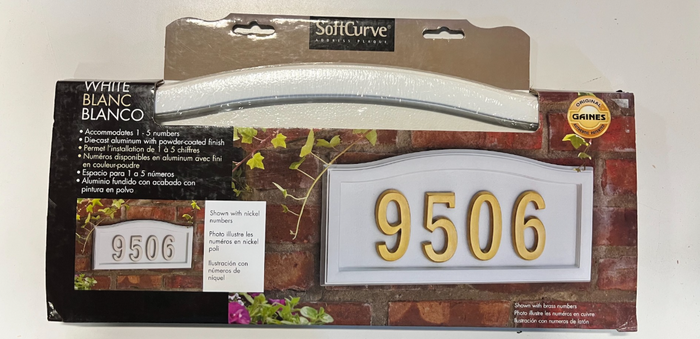 SoftCurve
ADDRESS PLAQUE
WHITE
BLANC
BLANCO
• Accommodates 1 - 5 numbers
• Die-cast aluminum with powder-coated finish
• Permet l'installation de 1 à 5 chiffres
• Numéros disponibles en aluminum avec fini
en couleur-poudre
• Espacio para 1 a 5 números
• Aluminio fundido con acabado con
pintura en polvo
ORIGINAL
GAINES
9506
Shown with nickel
numbers
Photo illustre les
numéros en nickel
poli
Ilustración con
números de
níquel
9506
Shown with brass numbers
Photo illustre les numéros en cuivre
Ilustración con numeros de latón